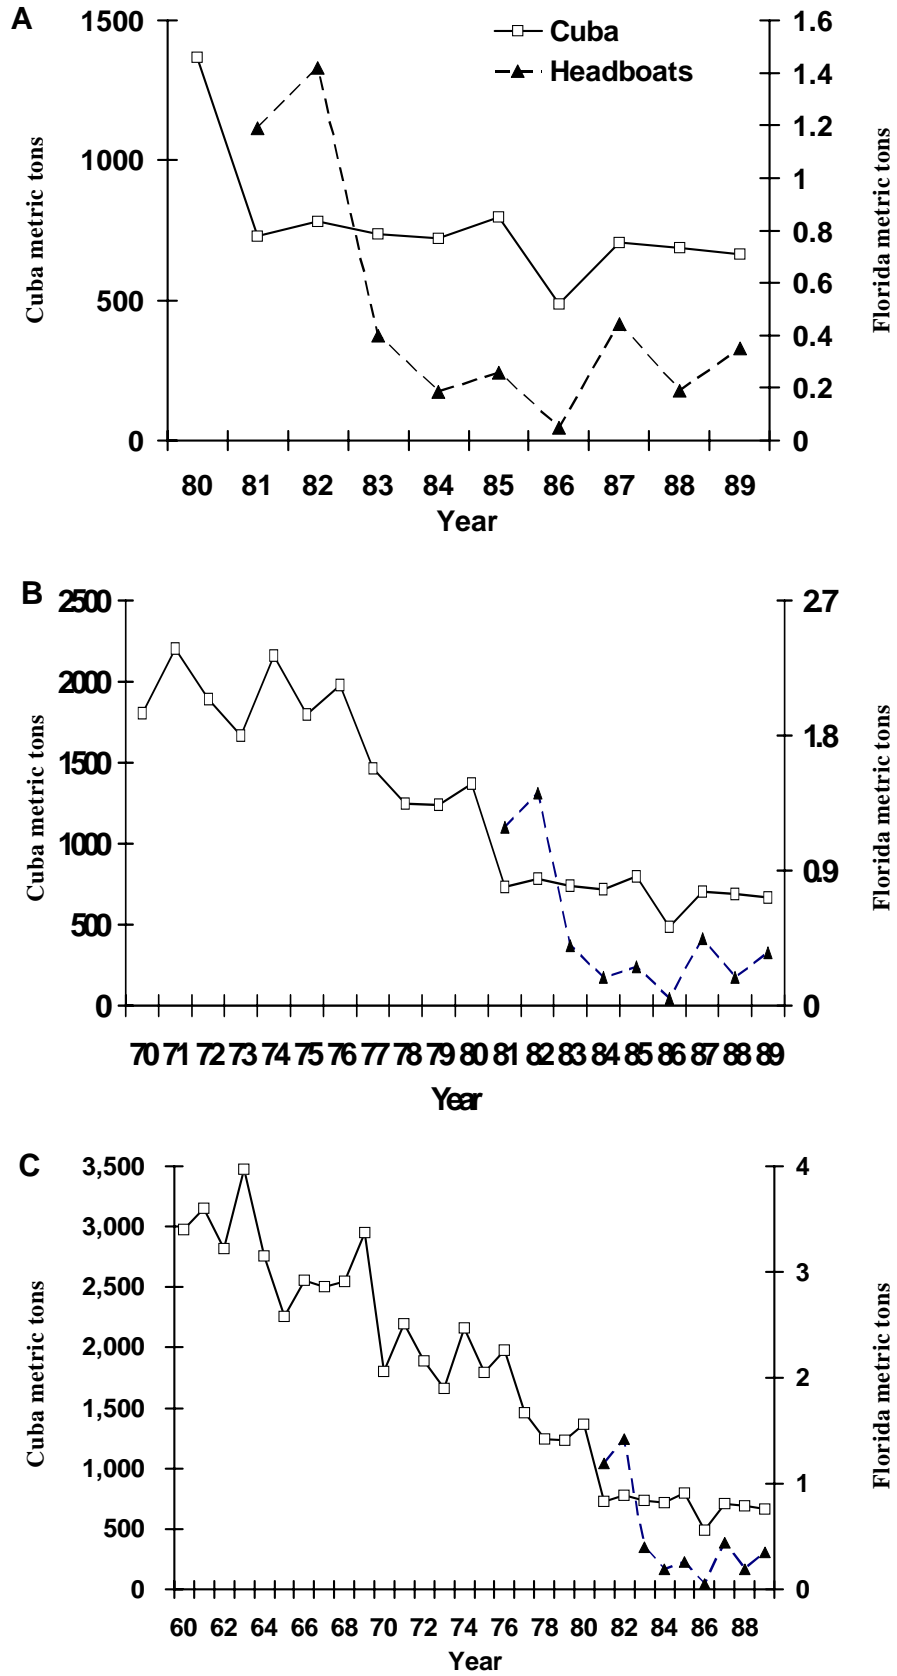 A
1500
1000
500
0
Cuba metric tons
Cuba
Headboats
1.6
1.4
1.2
1
0.8
0.6
0.4
0.2
0
Florida metric tons
80 81 82 83 84 85 86 87 88 89
Year
B
2500
2000
1500
1000
500
0
Cuba metric tons
2.7
1.8
0.9
0
Florida metric tons
70 71 72 73 74 75 76 77 78 79 80 81 82 83 84 85 86 87 88 89
Year
C
3,500
3,000
2,500
2,000
1,500
1,000
500
0
Cuba metric tons
4
3
2
1
0
Florida metric tons
60 62 64 66 68 70 72 74 76 78 80 82 84 86 88
Year